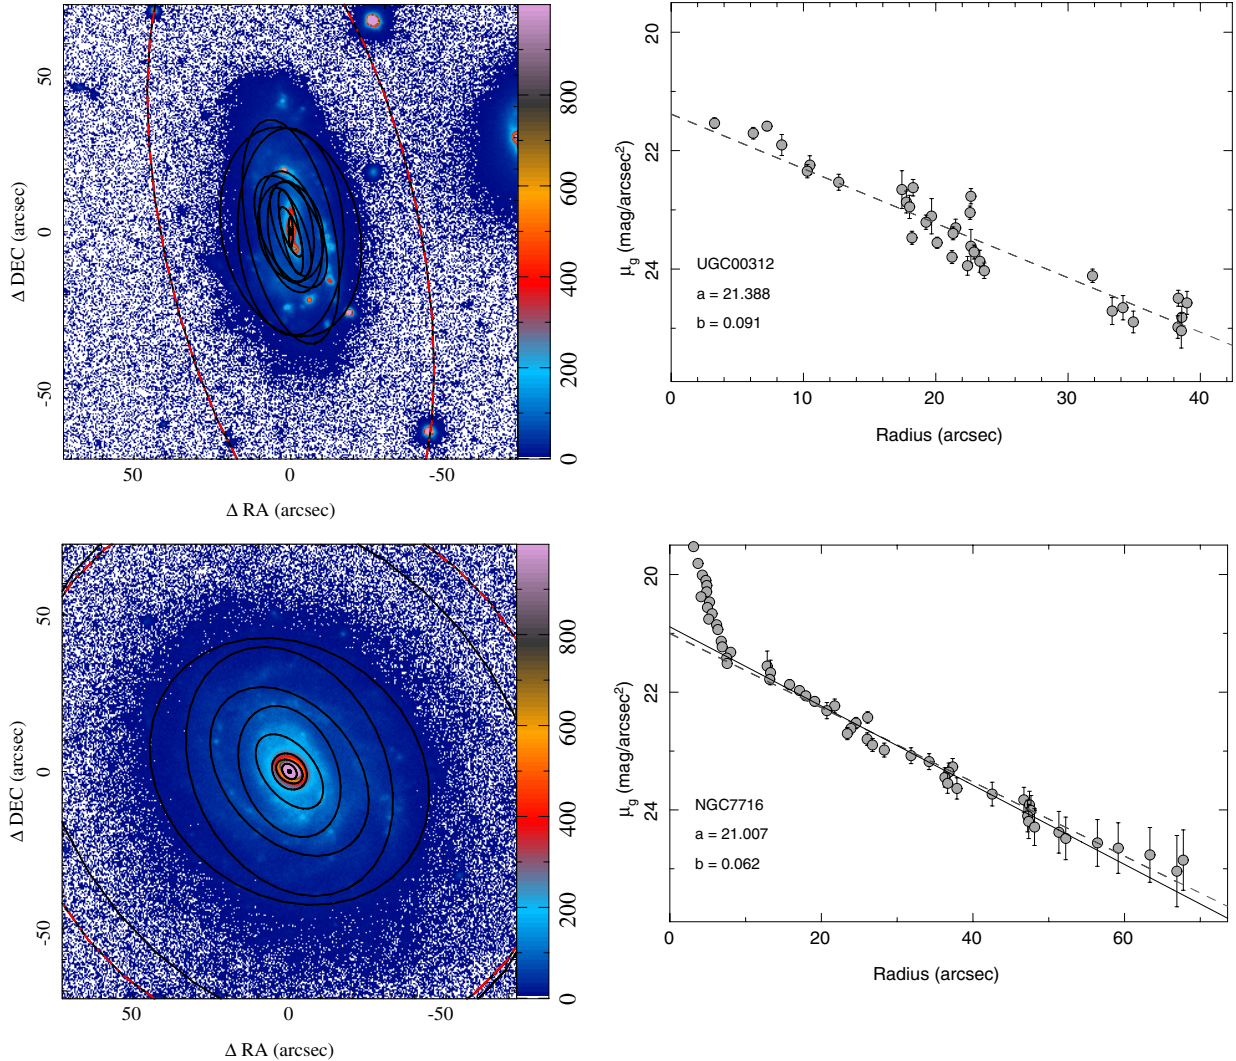 50
0
-50
Δ DEC (arcsec)
50
0
-50
Δ RA (arcsec)
0
200
400
600
800
20
22
24
μg (mag/arcsec²)
UGC00312
a = 21.388
b = 0.091
0
10
20
30
40
Radius (arcsec)
50
0
-50
Δ DEC (arcsec)
50
0
-50
Δ RA (arcsec)
0
200
400
600
800
20
22
24
μg (mag/arcsec²)
NGC7716
a = 21.007
b = 0.062
0
20
40
60
Radius (arcsec)